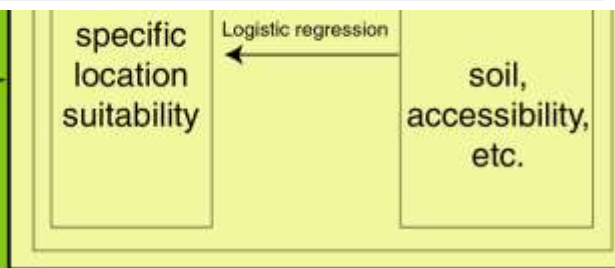 specific
location
suitability
Logistic regression
soil,
accessibility,
etc.